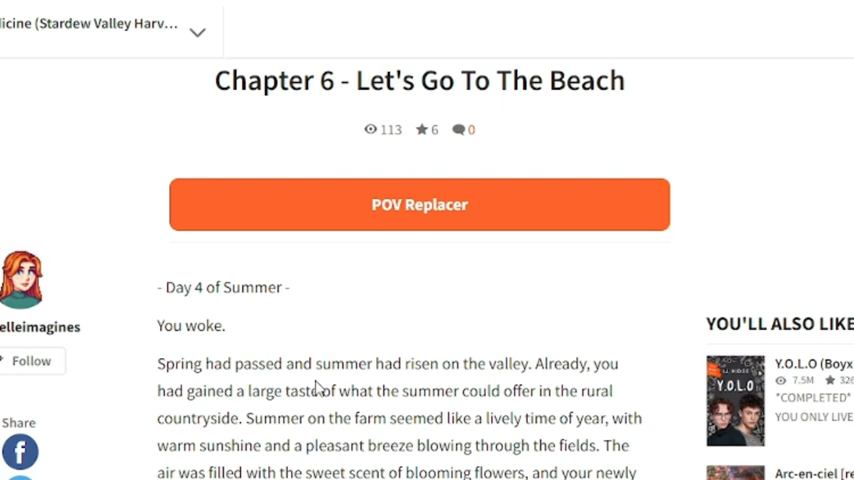 dicine (Stardew Valley Harv...
Chapter 6 - Let's Go To The Beach
113 6 0
POV Replacer
- Day 4 of Summer -
You woke.
Spring had passed and summer had risen on the valley. Already, you
had gained a large taste of what the summer could offer in the rural
countryside. Summer on the farm seemed like a lively time of year, with
warm sunshine and a pleasant breeze blowing through the fields. The
air was filled with the sweet scent of blooming flowers, and your newly
elleimagines
+ Follow
Share
YOU'LL ALSO LIKE
Y.O.L.O
Y.O.L.O (Boyx
7.5M 326
*COMPLETED*
YOU ONLY LIVE
Arc-en-ciel [re